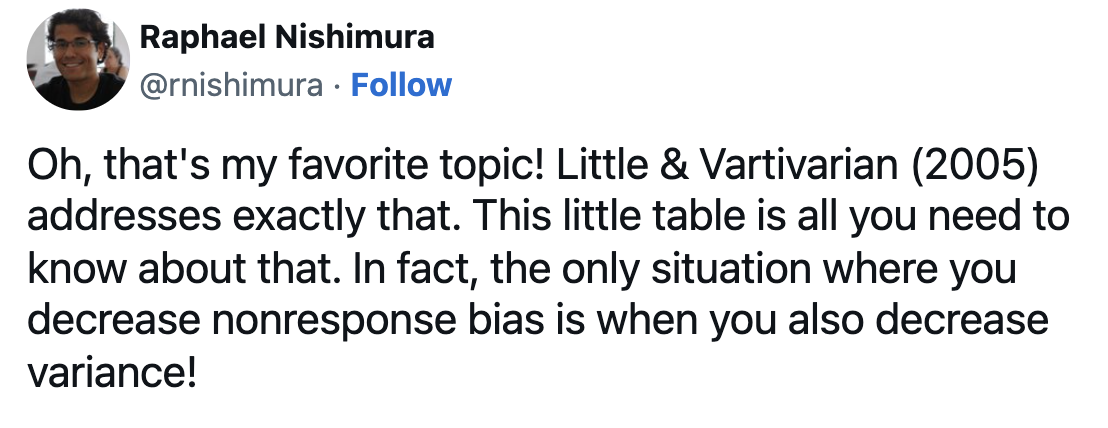 Raphael Nishimura
@rnishimura · Follow
Oh, that's my favorite topic! Little & Vartivarian (2005)
addresses exactly that. This little table is all you need to
know about that. In fact, the only situation where you
decrease nonresponse bias is when you also decrease
variance!